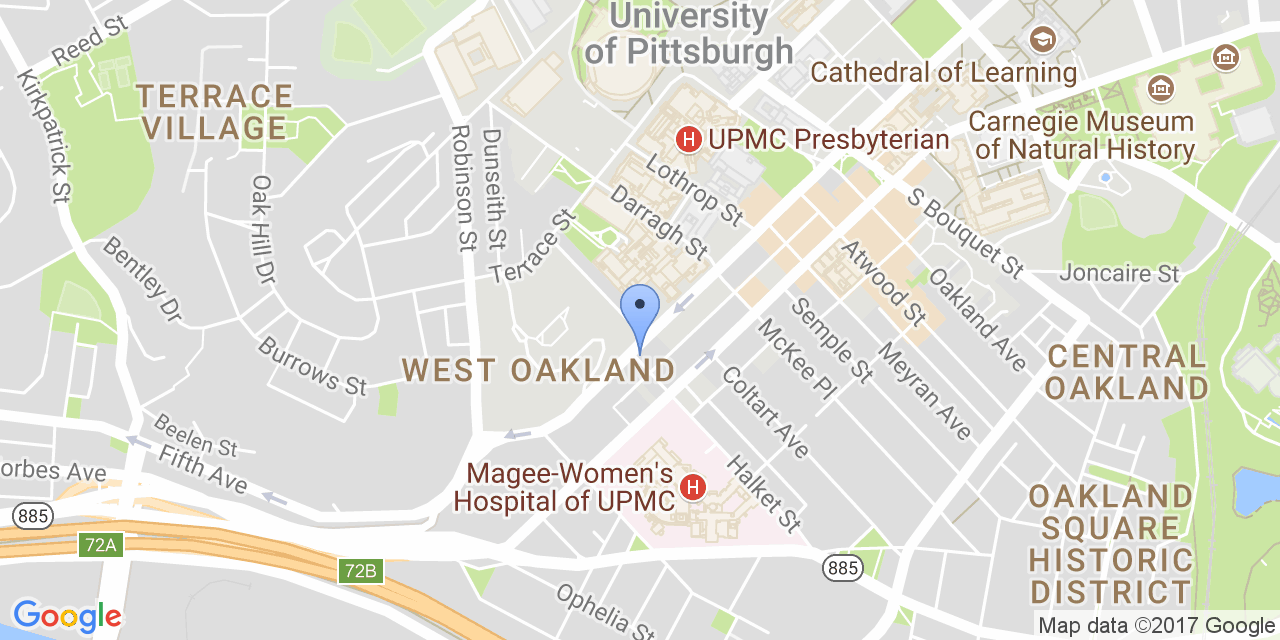 University
of Pittsburgh
Reed St
Cathedral of Learning
Kirkpatrick St
TERRACE
VILLAGE
Carnegie Museum
of Natural History
UPMC Presbyterian
H
Robinson St
Dunseith St
Lothrop St
Oak Hill Dr
Darragh St
S Bouquet St
Terrace St
Bentley Dr
Atwood St
Joncaire St
Oakland Ave
Semple St
McKee Pl
Burrows St
WEST OAKLAND
Meyran Ave
CENTRAL
OAKLAND
Coltart Ave
Beelen St
Fifth Ave
orbes Ave
Magee-Women's
Hospital of UPMC
H
Halket St
OAKLAND
SQUARE
HISTORIC
DISTRICT
885
72A
72B
885
Ophelia St
Google
Map data ©2017 Google